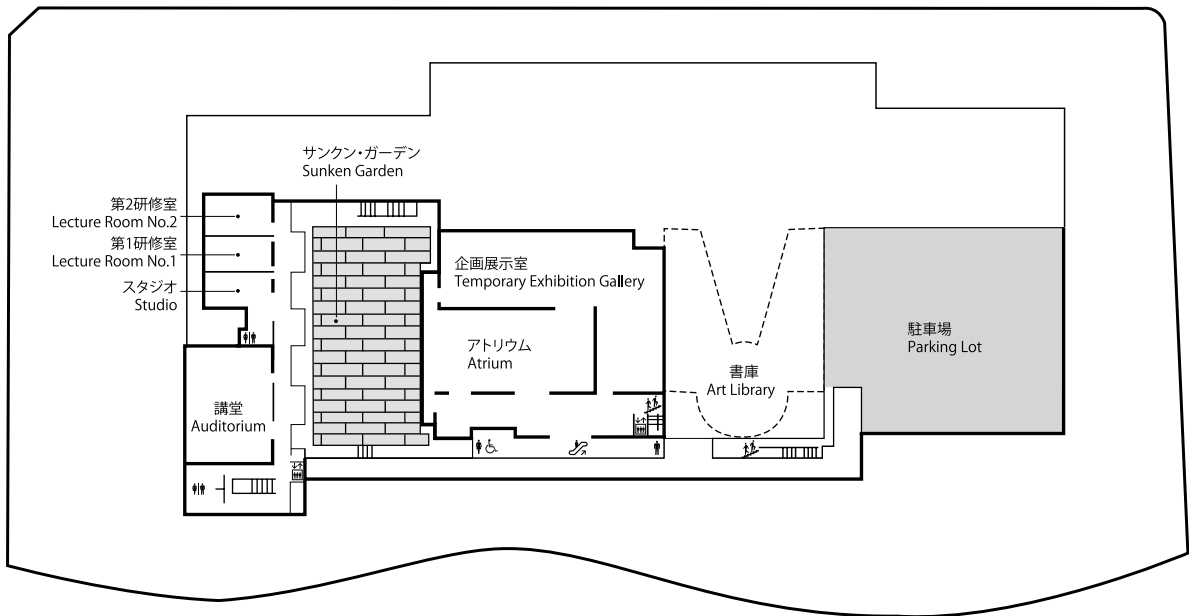 サンクン・ガーデン
Sunken Garden
第2研修室
Lecture Room No.2
第1研修室
Lecture Room No.1
スタジオ
Studio
講堂
Auditorium
企画展示室
Temporary Exhibition Gallery
アトリウム
Atrium
書庫
Art Library
駐車場
Parking Lot